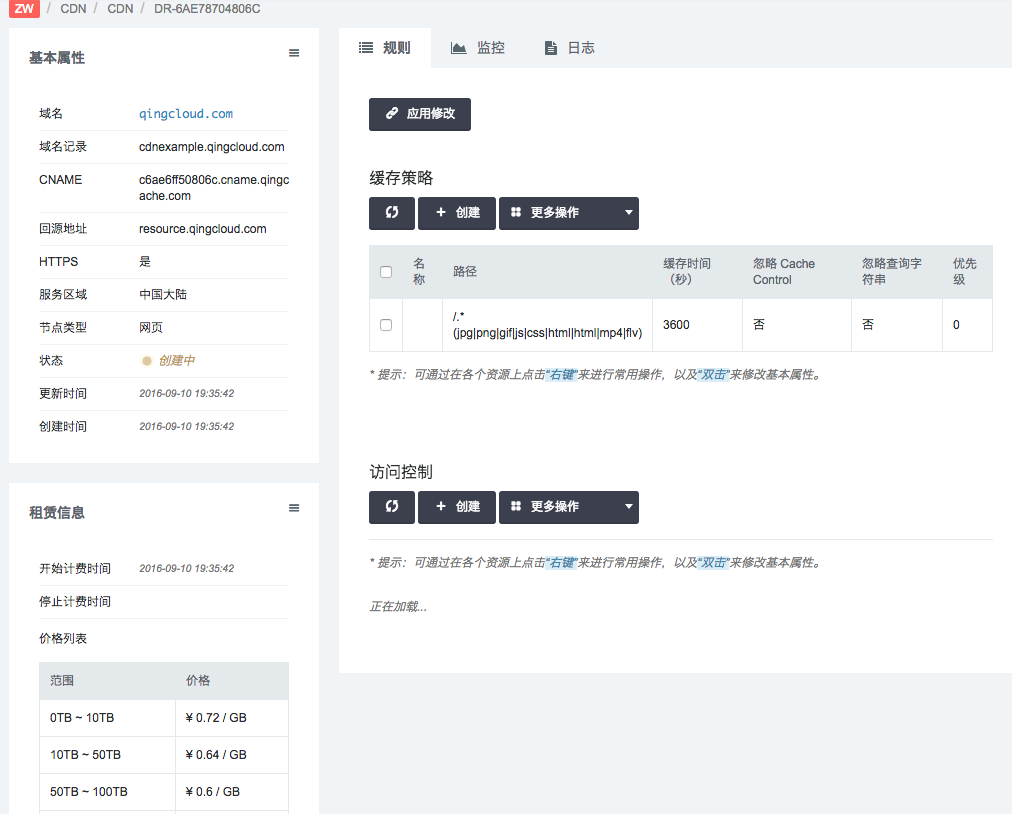 ZW / CDN / CDN / DR-6AE78704806C
基本属性
域名 qingcloud.com
域名记录 cdnexample.qingcloud.com
CNAME c6ae6ff50806c.cname.qingc
ache.com
回源地址 resource.qingcloud.com
HTTPS 是
服务区域 中国大陆
节点类型 网页
状态 创建中
更新时间 2016-09-10 19:35:42
创建时间 2016-09-10 19:35:42
租赁信息
开始计费时间 2016-09-10 19:35:42
停止计费时间
价格列表
范围 价格
0TB ~ 10TB ¥ 0.72 / GB
10TB ~ 50TB ¥ 0.64 / GB
50TB ~ 100TB ¥ 0.6 / GB
规则 监控 日志
应用修改
缓存策略
创建 更多操作
名
称
路径
缓存时间
(秒)
忽略 Cache
Control
忽略查询字
符串
优先
级
/.*
(jpg|png|gif|js|css|html|html|mp4|flv)
3600 否 否 0
* 提示：可通过在各个资源上点击“右键”来进行常用操作，以及“双击”来修改基本属性。
访问控制
创建 更多操作
* 提示：可通过在各个资源上点击“右键”来进行常用操作，以及“双击”来修改基本属性。
正在加载...